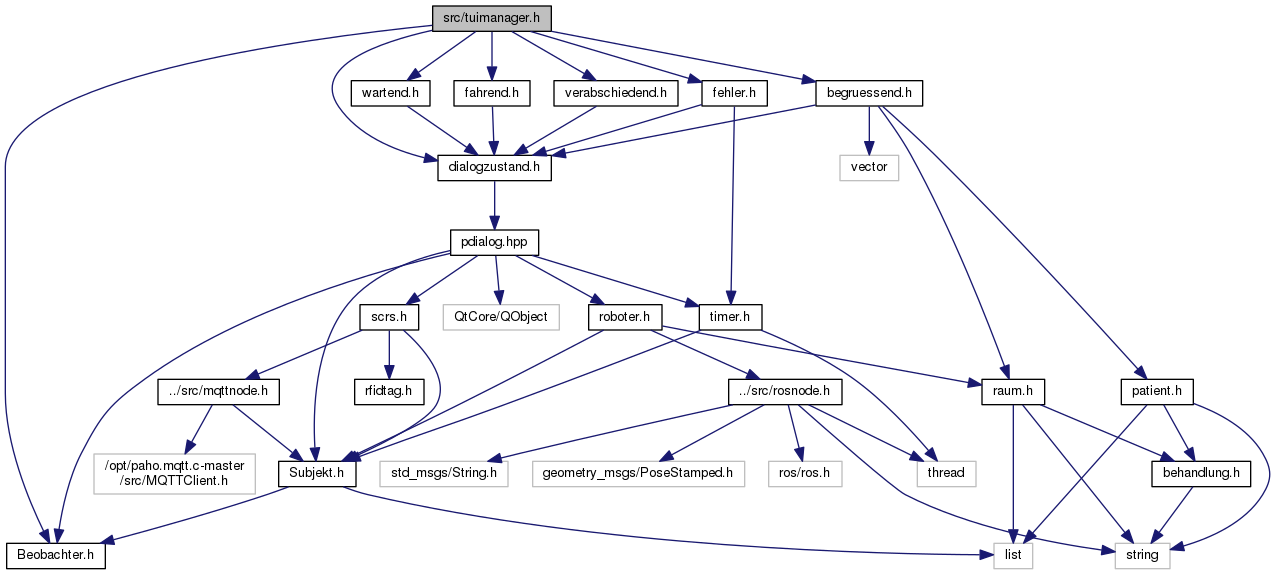 src/tuimanager.h
wartend.h
fahrend.h
verabschiedend.h
fehler.h
begruessend.h
dialogzustand.h
vector
pdialog.hpp
scrs.h
QtCore/QObject
roboter.h
timer.h
../src/mqttnode.h
rfidtag.h
../src/rosnode.h
raum.h
patient.h
/opt/paho.mqtt.c-master
/src/MQTTClient.h
Subjekt.h
std_msgs/String.h
geometry_msgs/PoseStamped.h
ros/ros.h
thread
behandlung.h
Beobachter.h
list
string